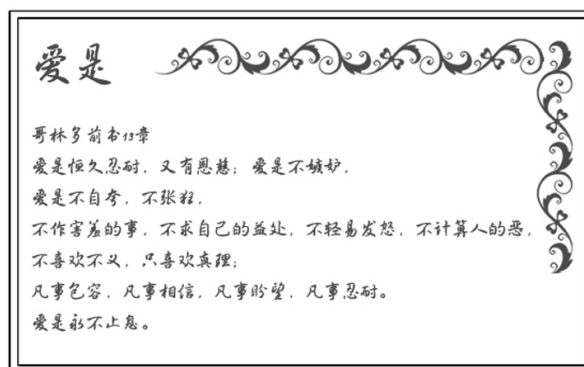 爱是
哥林多前书13章
爱是恒久忍耐，又有恩慈；爱是不嫉妒，
爱是不自夸，不张狂，
不作害羞的事，不求自己的益处，不轻易发怒，不计算人的恶，
不喜欢不义，只喜欢真理；
凡事包容，凡事相信，凡事盼望，凡事忍耐。
爱是永不止息。